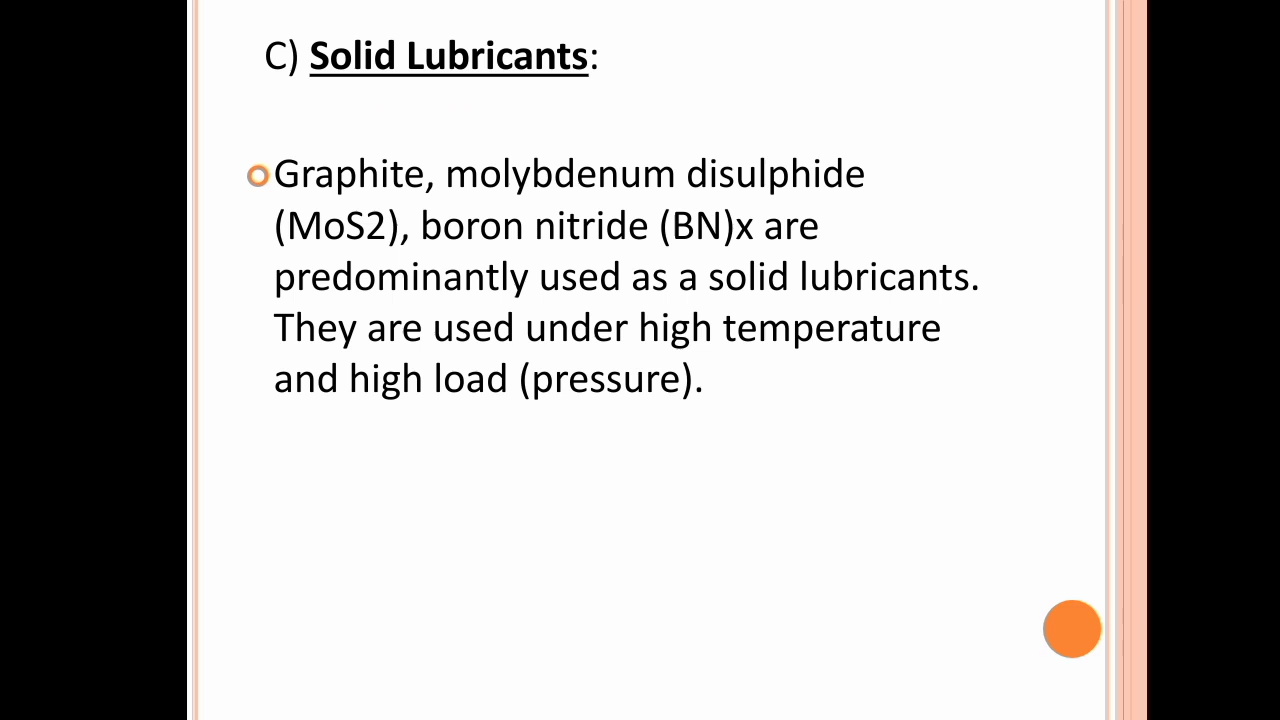 C) Solid Lubricants:
Graphite, molybdenum disulphide
(MoS2), boron nitride (BN)x are
predominantly used as a solid lubricants.
They are used under high temperature
and high load (pressure).